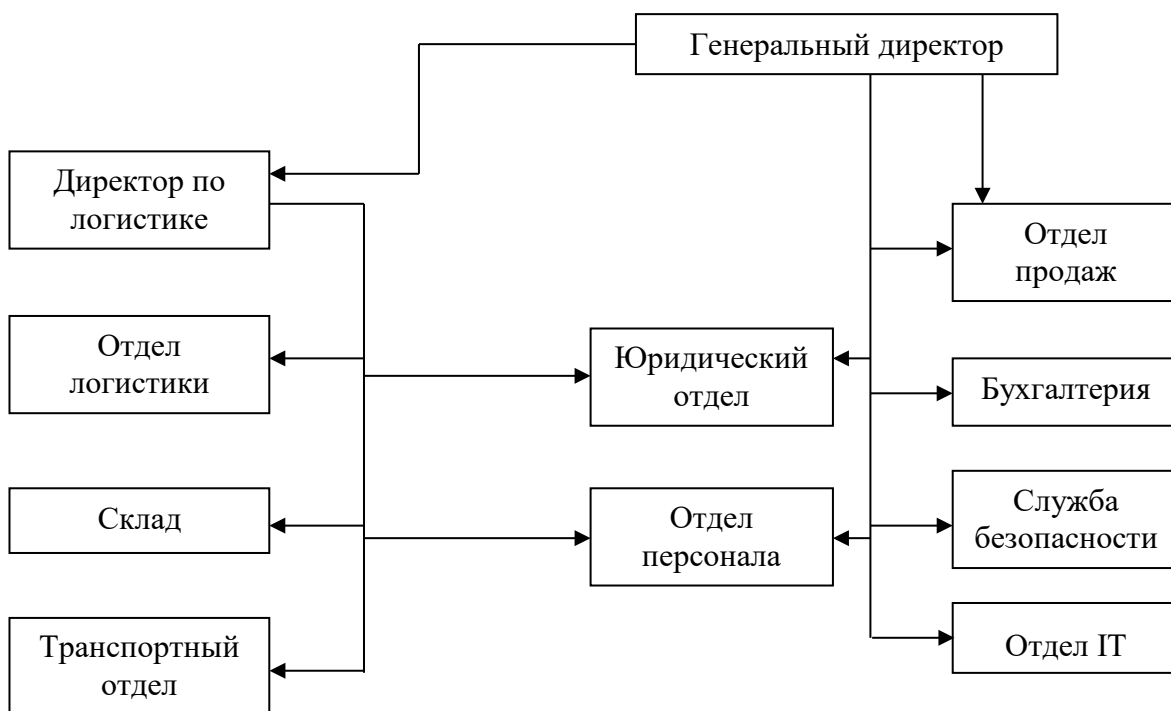 Генеральный директор
Директор по
логистике
Отдел
продаж
Отдел
логистики
Юридический
отдел
Бухгалтерия
Склад
Отдел
персонала
Служба
безопасности
Транспортный
отдел
Отдел IT